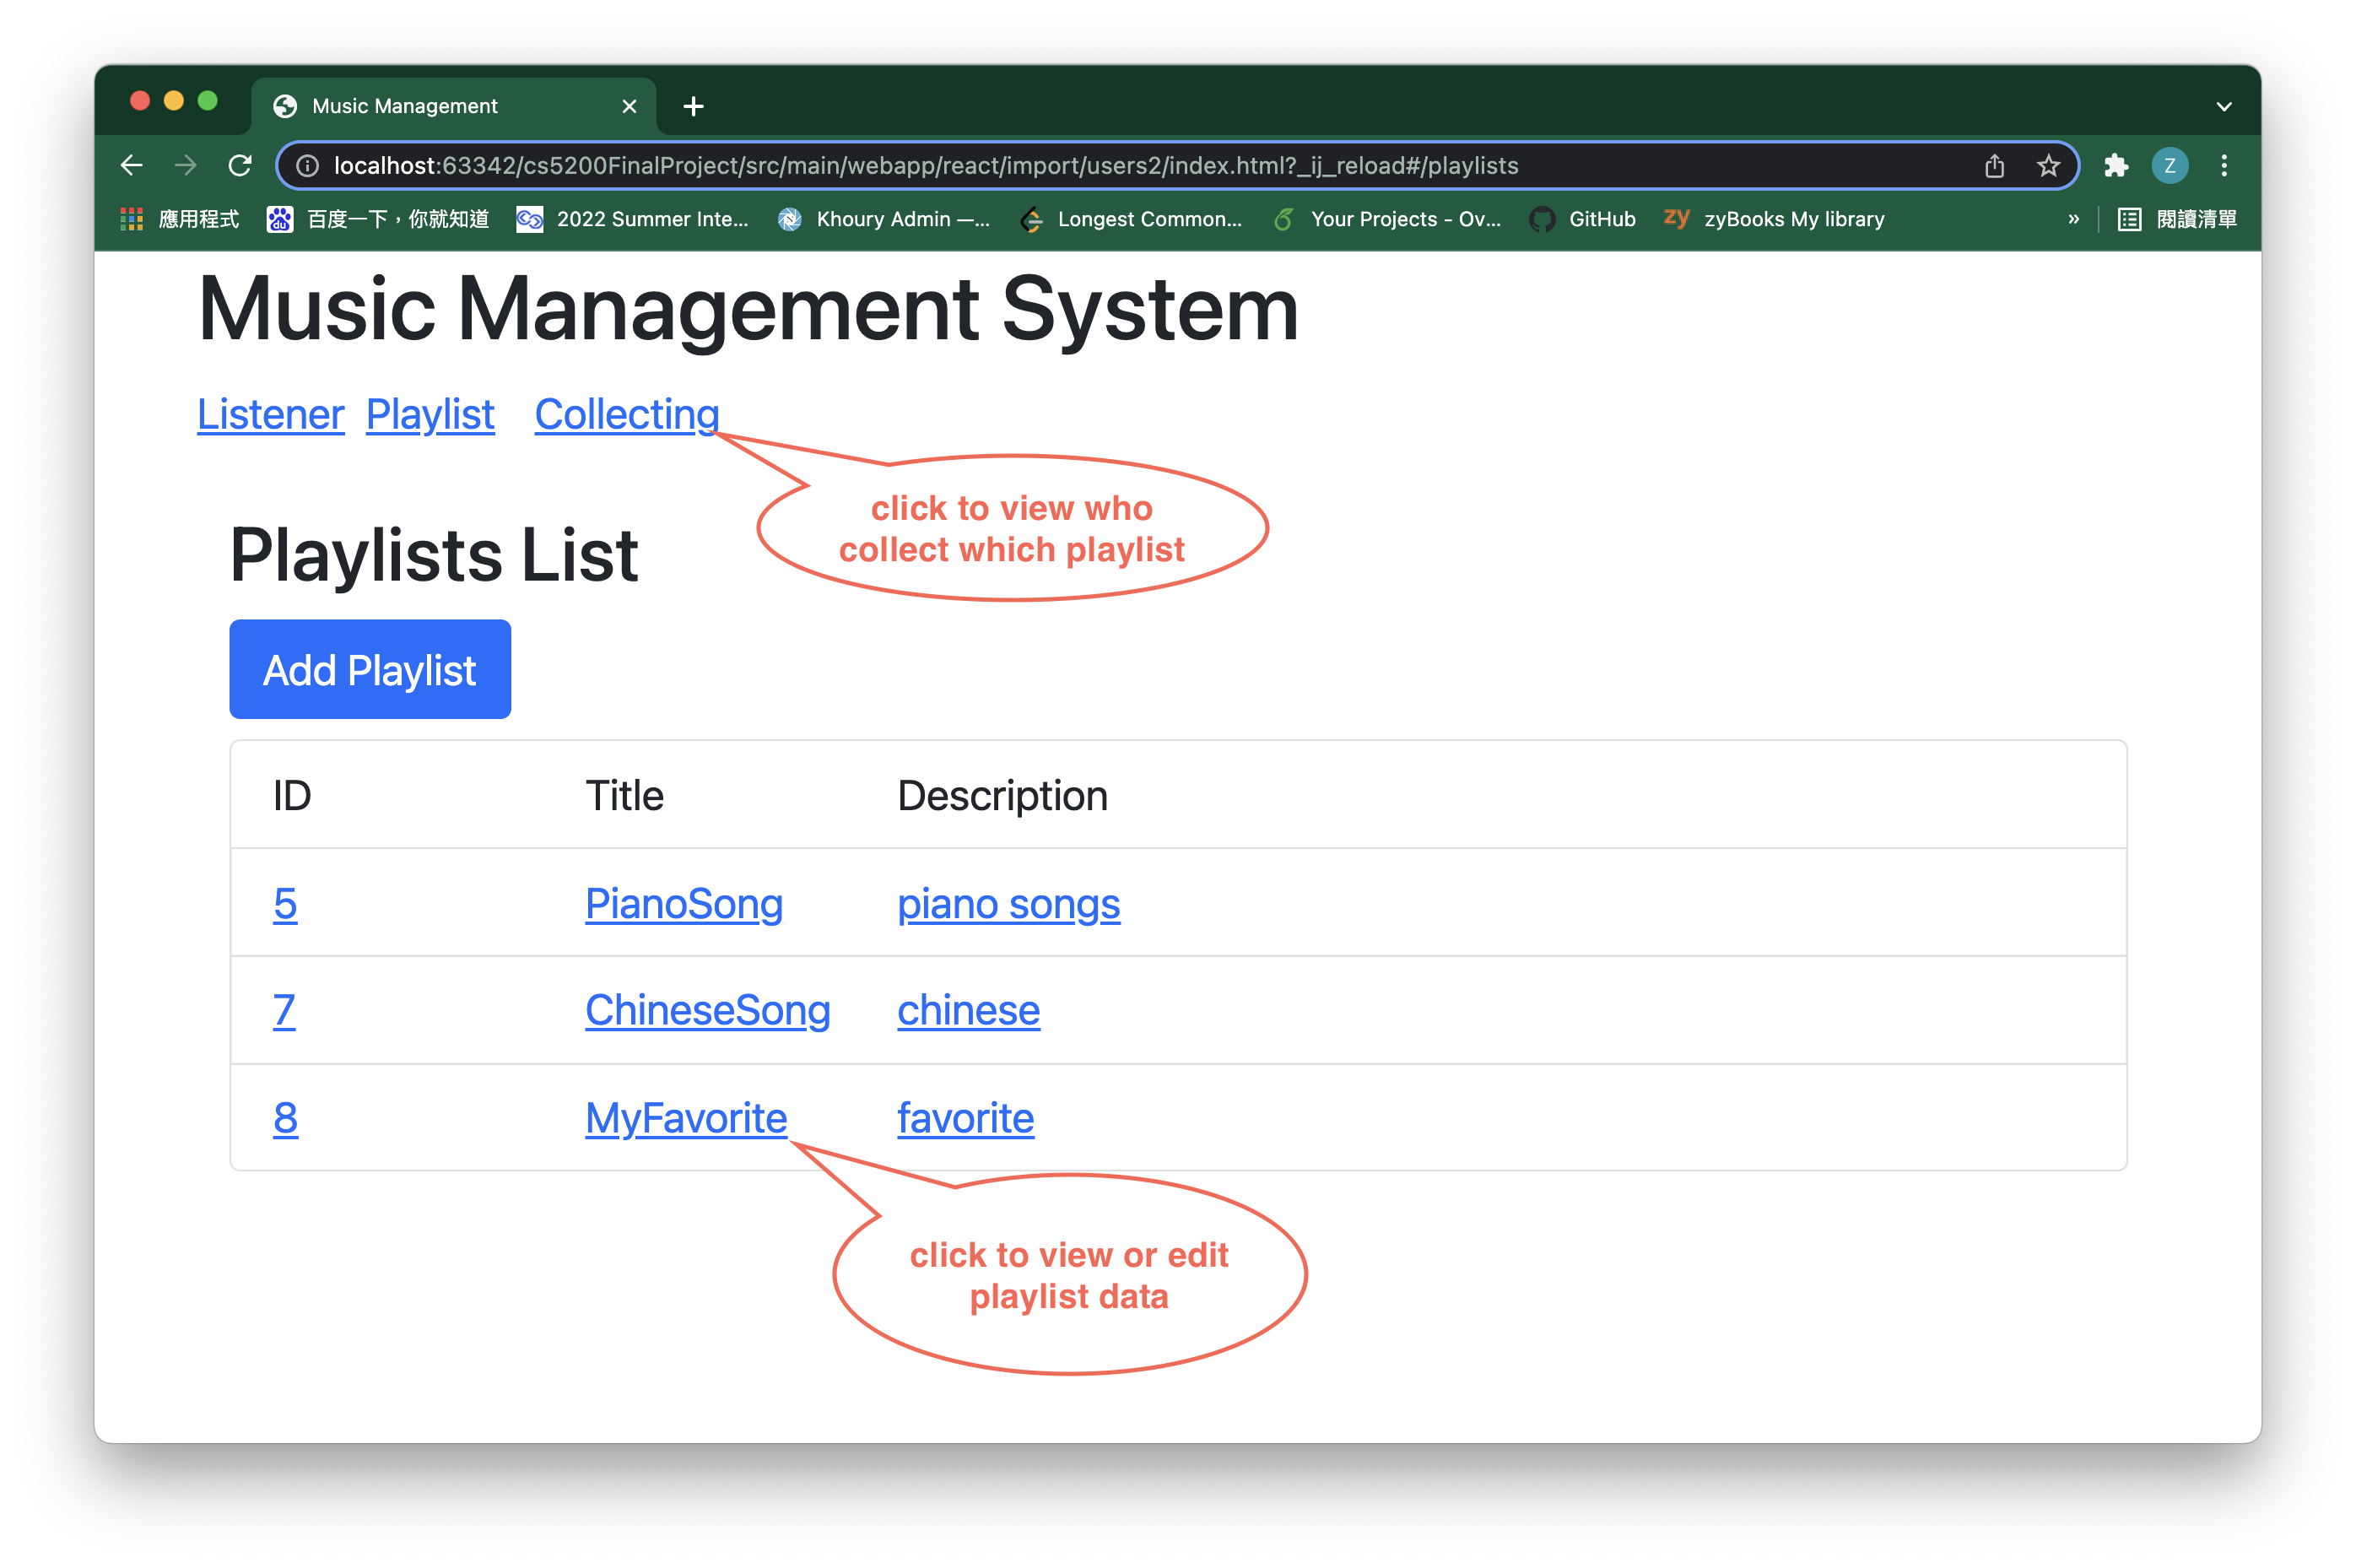 Music Management
localhost:63342/cs5200FinalProject/src/main/webapp/react/import/users2/index.html?_ij_reload#/playlists
Z
應用程式 百度一下，你就知道 2022 Summer Inte... Khoury Admin —... Longest Common... Your Projects - Ov... GitHub zyBooks My library » 閱讀清單
Music Management System
Listener Playlist Collecting
click to view who
collect which playlist
Playlists List
Add Playlist
ID Title Description
5 PianoSong piano songs
7 ChineseSong chinese
8 MyFavorite favorite
click to view or edit
playlist data